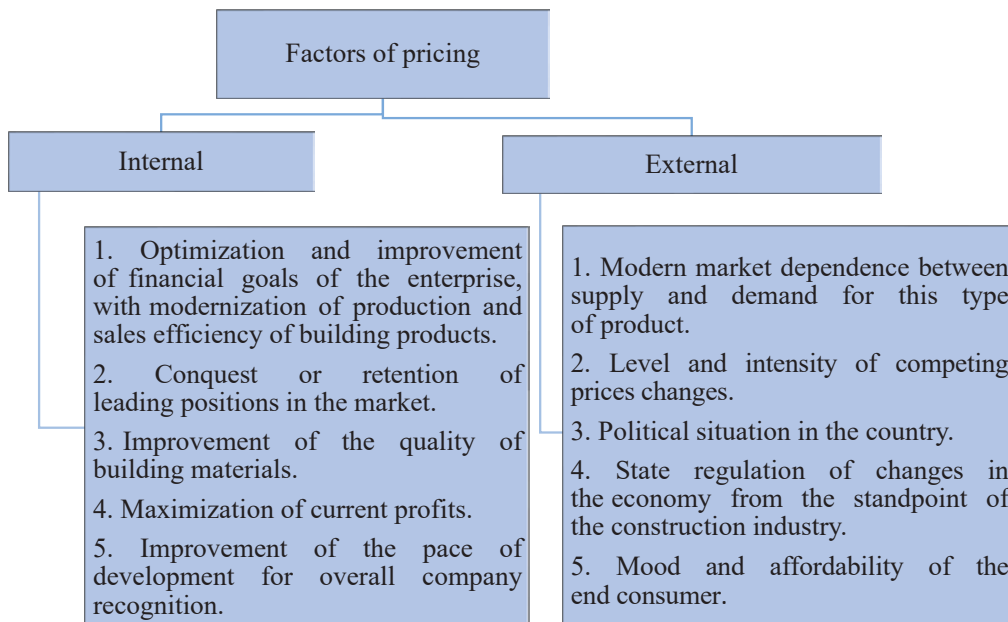 Factors of pricing
Internal
External
1. Optimization and improvement
of financial goals of the enterprise,
with modernization of production and
sales efficiency of building products.
2. Conquest or retention of
leading positions in the market.
3. Improvement of the quality of
building materials.
4. Maximization of current profits.
5. Improvement of the pace of
development for overall company
recognition.
1. Modern market dependence between
supply and demand for this type
of product.
2. Level and intensity of competing
prices changes.
3. Political situation in the country.
4. State regulation of changes in
the economy from the standpoint of
the construction industry.
5. Mood and affordability of the
end consumer.